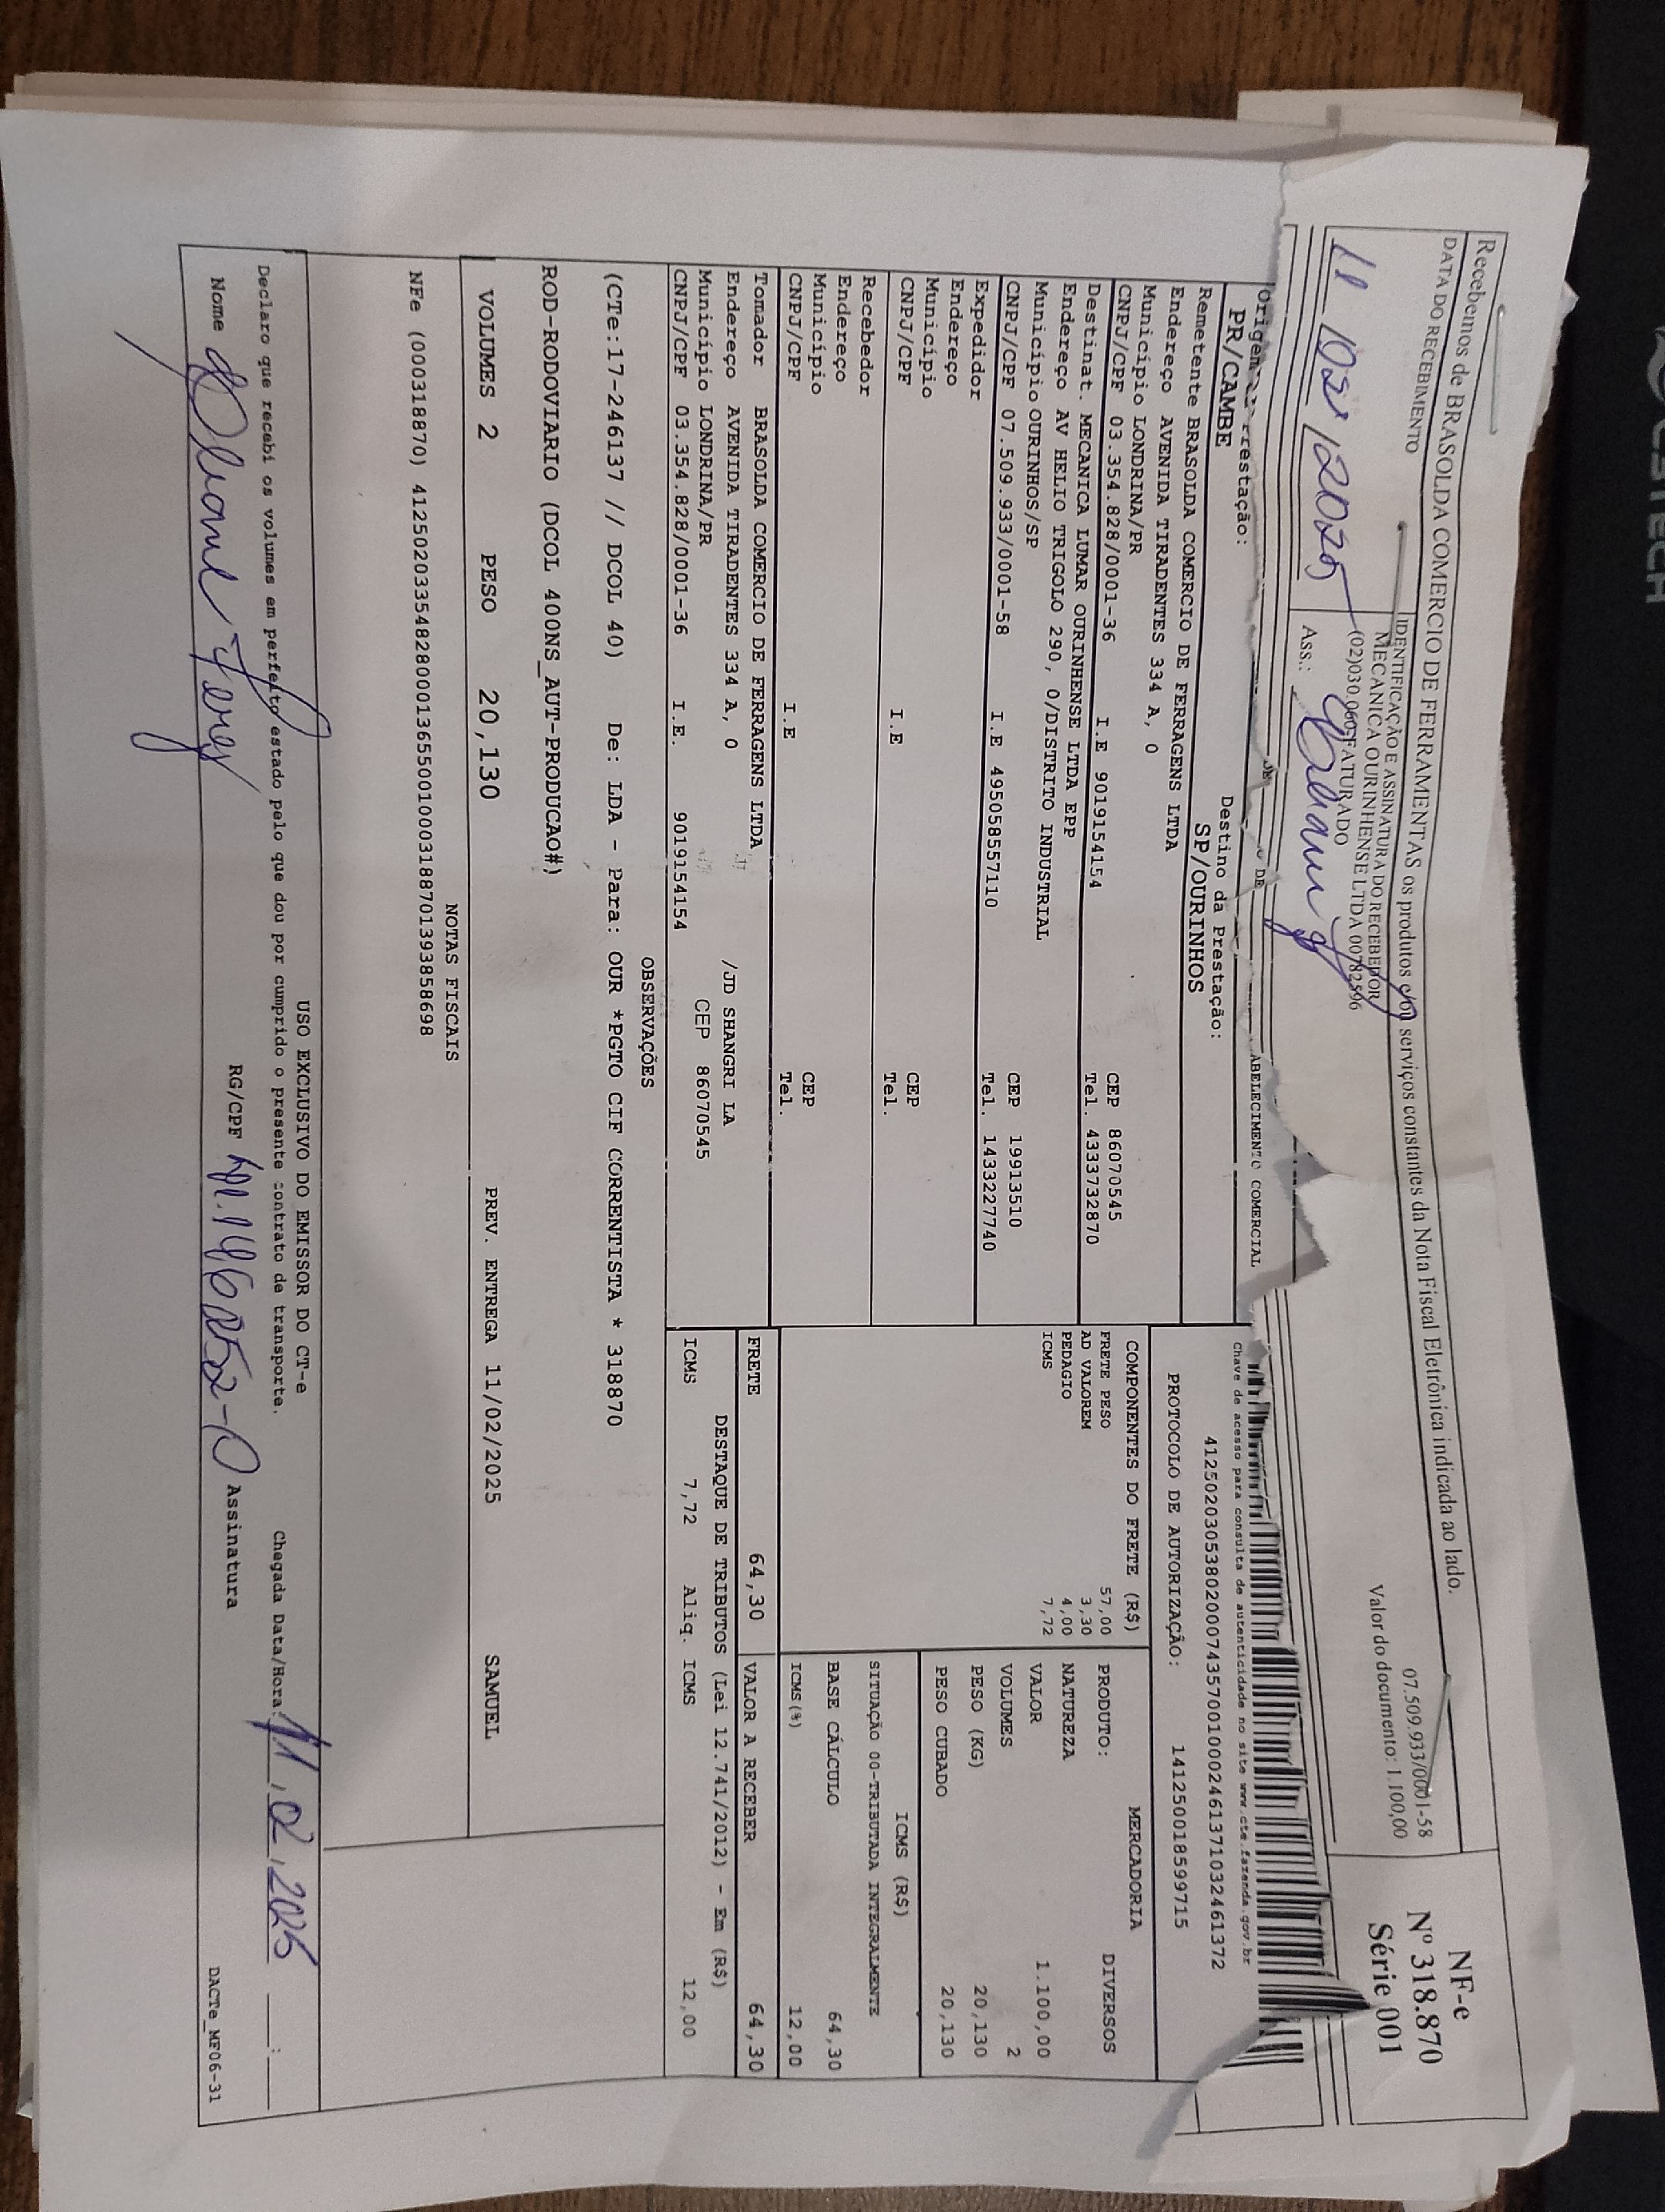 Recebemos de BRASOLDA COMERCIO DE FERRAMENTAS os produtos e/ou serviços constantes da Nota Fiscal Eletrônica indicada ao lado.
DATA DO RECEBIMENTO
IDENTIFICAÇÃO E ASSINATURA DO RECEBEDOR
MECANICA OURINHENSE LTDA 00782596
(02)030.060 FATURADO
07.509.933/0001-58
Valor do documento: 1.100,00
11 / 02 / 2025
Ass.:
NF-e
Nº 318.870
Série 001
DE
ABELECIMENTO COMERCIAL
Chave de acesso para consulta de autenticidade no site www.cte.fazenda.gov.br
Origem Prestação:
PR/CAMBE
Destino da Prestação:
SP/OURINHOS
41250203053802000743570010002461371032461372
PROTOCOLO DE AUTORIZAÇÃO: 141250018599715
Remetente BRASOLDA COMERCIO DE FERRAGENS LTDA
Endereço AVENIDA TIRADENTES 334 A, 0
Município LONDRINA/PR CEP 86070545
CNPJ/CPF 03.354.828/0001-36 I.E 9019154154 Tel. 4333732870
Destinat. MECANICA LUMAR OURINHENSE LTDA EPP
Endereço AV HELIO TRIGOLO 290, 0/DISTRITO INDUSTRIAL
Município OURINHOS/SP CEP 19913510
CNPJ/CPF 07.509.933/0001-58 I.E 495058557110 Tel. 1433227740
Expedidor
Endereço
Município CEP
CNPJ/CPF I.E Tel.
Recebedor
Endereço
Município CEP
CNPJ/CPF I.E Tel.
Tomador BRASOLDA COMERCIO DE FERRAGENS LTDA
Endereço AVENIDA TIRADENTES 334 A, 0 /JD SHANGRI LA
Município LONDRINA/PR CEP 86070545
CNPJ/CPF 03.354.828/0001-36 I.E. 9019154154
COMPONENTES DO FRETE (R$)
FRETE PESO 57,00
AD VALOREM 3,30
PEDAGIO 4,00
ICMS 7,72
MERCADORIA
PRODUTO: DIVERSOS
NATUREZA
VALOR 1.100,00
VOLUMES 2
PESO (KG) 20,130
PESO CUBADO 20,130
ICMS (R$)
SITUAÇÃO 00-TRIBUTADA INTEGRALMENTE
BASE CÁLCULO 64,30
ICMS(%) 12,00
FRETE 64,30
VALOR A RECEBER 64,30
DESTAQUE DE TRIBUTOS (Lei 12.741/2012) - Em (R$)
ICMS 7,72 Aliq. ICMS 12,00
OBSERVAÇÕES
(CTe:17-246137 // DCOL 40) De: LDA - Para: OUR *PGTO CIF CORRENTISTA * 318870
ROD-RODOVIARIO (DCOL 400NS_AUT-PRODUCAO#)
VOLUMES 2 PESO 20,130 PREV. ENTREGA 11/02/2025 SAMUEL
NOTAS FISCAIS
NFe (000318870) 41250203354828000136550010003188701393858698
USO EXCLUSIVO DO EMISSOR DO CT-e
Declaro que recebi os volumes em perfeito estado pelo que dou por cumprido o presente contrato de transporte. Chegada Data/Hora: 11, 02, 2025 :
Nome RG/CPF Assinatura
DACTe_MF06-31